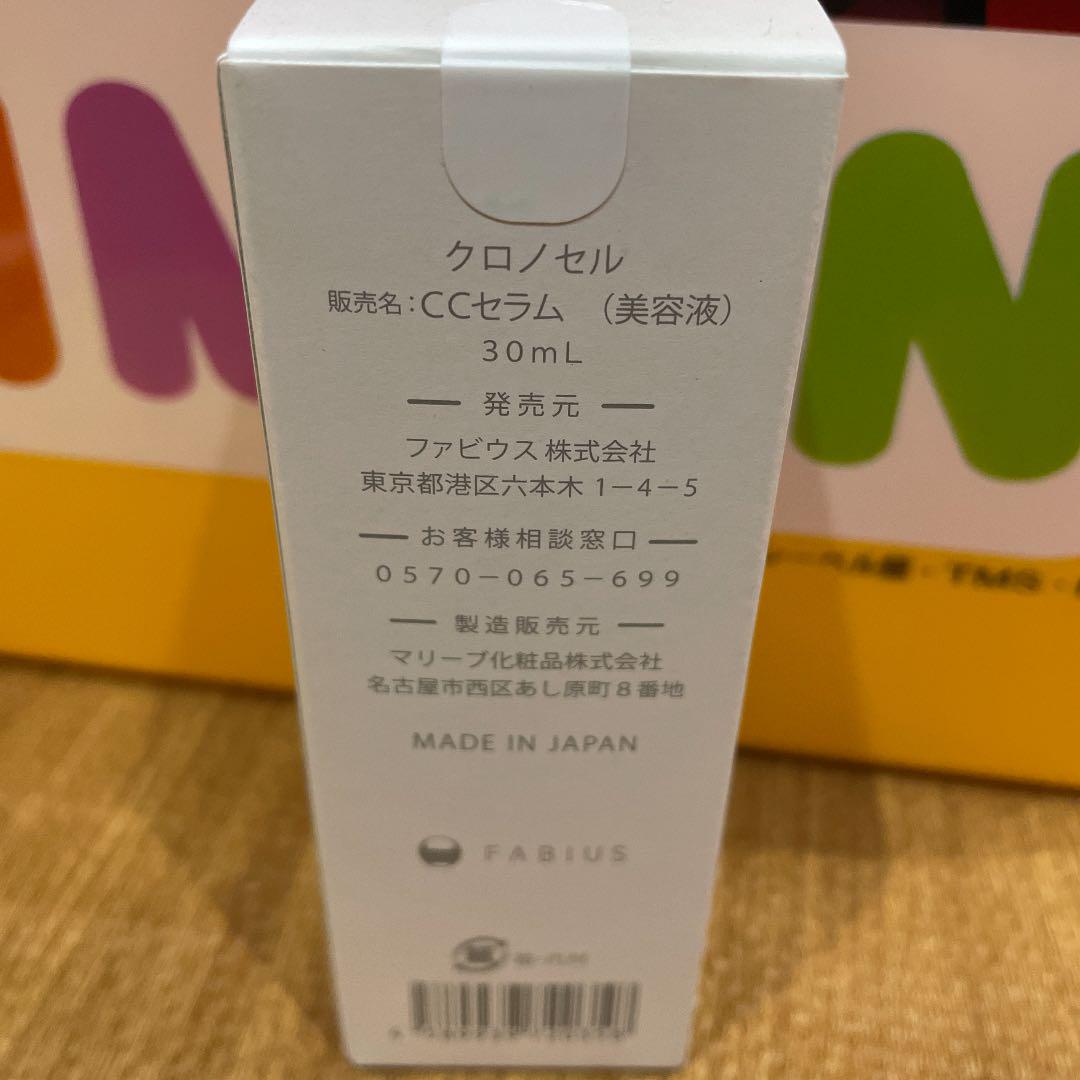 クロノセル
販売名：CCセラム （美容液）
30mL
発売元
ファビウス 株式会社
東京都港区六本木 1−4−5
お客様相談窓口
0570−065−699
製造販売元
マリーブ化粧品株式会社
名古屋市西区あし原町8番地
MADE IN JAPAN
FABIUS
TMS